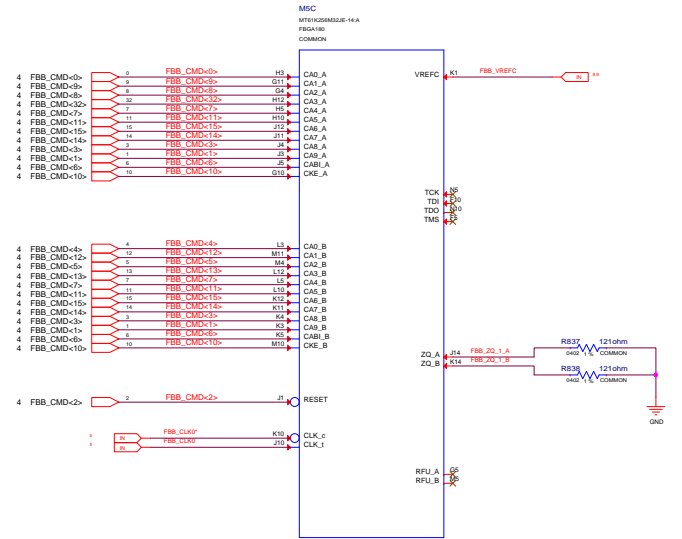 M5C
MT61K256M32JE-14:A
FBGA180
COMMON
4 FBB_CMD<0> 0 FBB_CMD<0> H3 CA0_A
4 FBB_CMD<9> 9 FBB_CMD<9> G11 CA1_A
4 FBB_CMD<8> 8 FBB_CMD<8> G4 CA2_A
4 FBB_CMD<32> 32 FBB_CMD<32> H12 CA3_A
4 FBB_CMD<7> 7 FBB_CMD<7> H5 CA4_A
4 FBB_CMD<11> 11 FBB_CMD<11> H10 CA5_A
4 FBB_CMD<15> 15 FBB_CMD<15> J12 CA6_A
4 FBB_CMD<14> 14 FBB_CMD<14> J11 CA7_A
4 FBB_CMD<3> 3 FBB_CMD<3> J4 CA8_A
4 FBB_CMD<1> 1 FBB_CMD<1> J3 CA9_A
4 FBB_CMD<6> 6 FBB_CMD<6> J5 CABI_A
4 FBB_CMD<10> 10 FBB_CMD<10> G10 CKE_A
VREFC K1 FBB_VREFC IN
TCK N5
TDI F10
TDO N10
TMS F5
4 FBB_CMD<4> 4 FBB_CMD<4> L3 CA0_B
4 FBB_CMD<12> 12 FBB_CMD<12> M11 CA1_B
4 FBB_CMD<5> 5 FBB_CMD<5> M4 CA2_B
4 FBB_CMD<13> 13 FBB_CMD<13> L12 CA3_B
4 FBB_CMD<7> 7 FBB_CMD<7> L5 CA4_B
4 FBB_CMD<11> 11 FBB_CMD<11> L10 CA5_B
4 FBB_CMD<15> 15 FBB_CMD<15> K12 CA6_B
4 FBB_CMD<14> 14 FBB_CMD<14> K11 CA7_B
4 FBB_CMD<3> 3 FBB_CMD<3> K4 CA8_B
4 FBB_CMD<1> 1 FBB_CMD<1> K3 CA9_B
4 FBB_CMD<6> 6 FBB_CMD<6> K5 CABI_B
4 FBB_CMD<10> 10 FBB_CMD<10> M10 CKE_B
ZQ_A J14 FBB_ZQ_1_A R837 121ohm
0402 1 % COMMON
ZQ_B K14 FBB_ZQ_1_B R838 121ohm
0402 1 % COMMON
GND
4 FBB_CMD<2> 2 FBB_CMD<2> J1 RESET
IN FBB_CLK0* K10 CLK_c
IN FBB_CLK0 J10 CLK_t
RFU_A G5
RFU_B M5